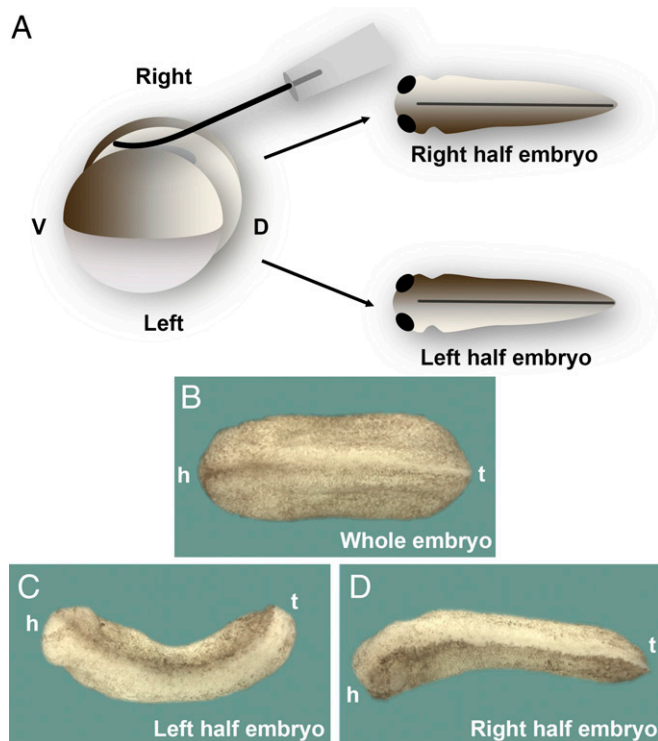 A
Right
V
D
Left
Right half embryo
Left half embryo
B
h
t
Whole embryo
C
h
t
Left half embryo
D
h
t
Right half embryo